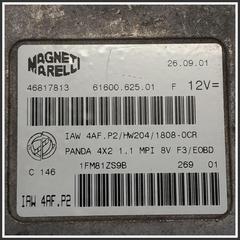 MAGNETI MARELLI
26.09.01
46817813
61600.625.01
F
12V=
IAW 4AF.P2/HW204/1808-0CR
PANDA 4X2 1.1 MPI 8V F3/EOBD
1FM81ZS9B
269 01
C 146
IAW 4AF.P2